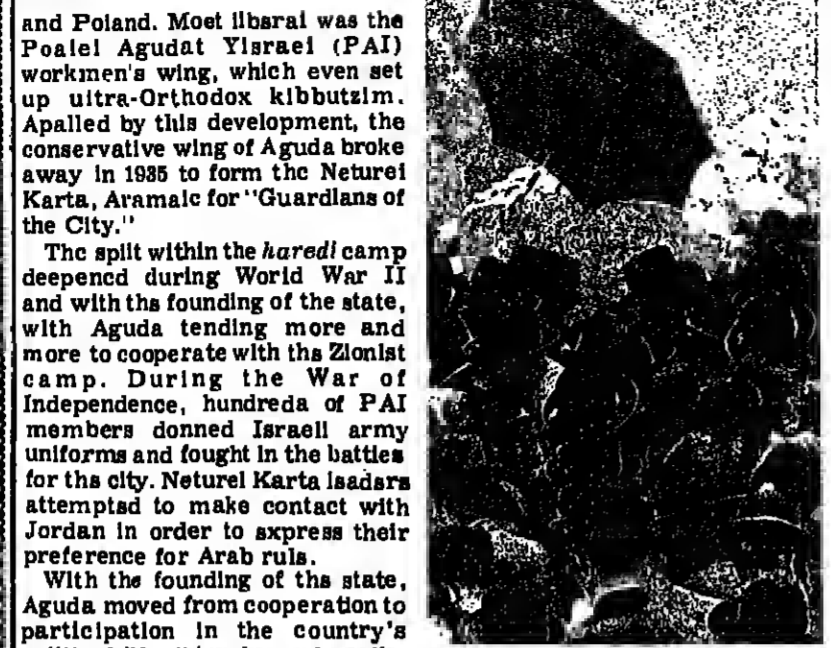 and Poland. Most liberal was the
Poalei Agudat Yisrael (PAI)
workmen's wing, which even set
up ultra-Orthodox kibbutzim.
Apalled by this development, the
conservative wing of Aguda broke
away in 1935 to form the Neturei
Karta, Aramaic for "Guardians of
the City."
The split within the haredi camp
deepened during World War II
and with the founding of the state,
with Aguda tending more and
more to cooperate with the Zionist
camp. During the War of
Independence, hundreds of PAI
members donned Israeli army
uniforms and fought in the battles
for the city. Neturei Karta leaders
attempted to make contact with
Jordan in order to express their
preference for Arab rule.
With the founding of the state,
Aguda moved from cooperation to
participation in the country's